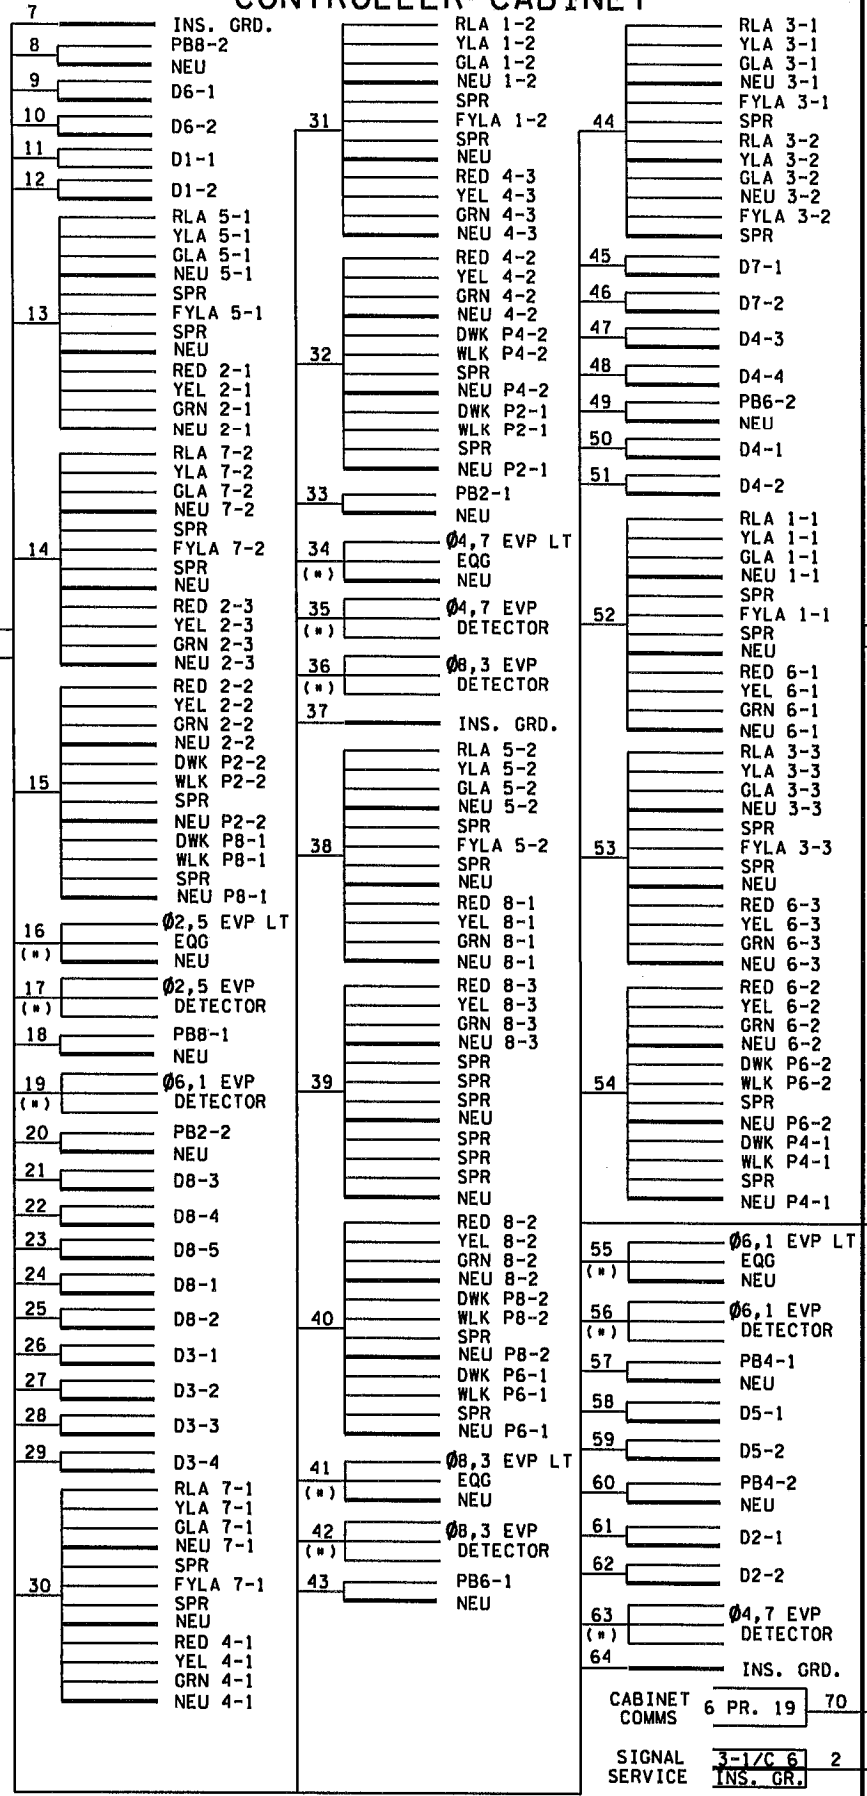 CONTROLLER CABINET
7
INS. GRD.
8
PB8-2
NEU
9
D6-1
10
D6-2
11
D1-1
12
D1-2
13
RLA 5-1
YLA 5-1
GLA 5-1
NEU 5-1
SPR
FYLA 5-1
SPR
NEU
RED 2-1
YEL 2-1
GRN 2-1
NEU 2-1
14
RLA 7-2
YLA 7-2
GLA 7-2
NEU 7-2
SPR
FYLA 7-2
SPR
NEU
RED 2-3
YEL 2-3
GRN 2-3
NEU 2-3
15
RED 2-2
YEL 2-2
GRN 2-2
NEU 2-2
DWK P2-2
WLK P2-2
SPR
NEU P2-2
DWK P8-1
WLK P8-1
SPR
NEU P8-1
16
(*)
Ø2,5 EVP LT
EQG
NEU
17
(*)
Ø2,5 EVP
DETECTOR
18
PB8-1
NEU
19
(*)
Ø6,1 EVP
DETECTOR
20
PB2-2
NEU
21
D8-3
22
D8-4
23
D8-5
24
D8-1
25
D8-2
26
D3-1
27
D3-2
28
D3-3
29
D3-4
30
RLA 7-1
YLA 7-1
GLA 7-1
NEU 7-1
SPR
FYLA 7-1
SPR
NEU
RED 4-1
YEL 4-1
GRN 4-1
NEU 4-1
31
RLA 1-2
YLA 1-2
GLA 1-2
NEU 1-2
SPR
FYLA 1-2
SPR
NEU
RED 4-3
YEL 4-3
GRN 4-3
NEU 4-3
32
RED 4-2
YEL 4-2
GRN 4-2
NEU 4-2
DWK P4-2
WLK P4-2
SPR
NEU P4-2
DWK P2-1
WLK P2-1
SPR
NEU P2-1
33
PB2-1
NEU
34
(*)
Ø4,7 EVP LT
EQG
NEU
35
(*)
Ø4,7 EVP
DETECTOR
36
(*)
Ø8,3 EVP
DETECTOR
37
INS. GRD.
38
RLA 5-2
YLA 5-2
GLA 5-2
NEU 5-2
SPR
FYLA 5-2
SPR
NEU
RED 8-1
YEL 8-1
GRN 8-1
NEU 8-1
39
RED 8-3
YEL 8-3
GRN 8-3
NEU 8-3
SPR
SPR
SPR
NEU
SPR
SPR
SPR
NEU
40
RED 8-2
YEL 8-2
GRN 8-2
NEU 8-2
DWK P8-2
WLK P8-2
SPR
NEU P8-2
DWK P6-1
WLK P6-1
SPR
NEU P6-1
41
(*)
Ø8,3 EVP LT
EQG
NEU
42
(*)
Ø8,3 EVP
DETECTOR
43
PB6-1
NEU
44
RLA 3-1
YLA 3-1
GLA 3-1
NEU 3-1
FYLA 3-1
SPR
RLA 3-2
YLA 3-2
GLA 3-2
NEU 3-2
FYLA 3-2
SPR
45
D7-1
46
D7-2
47
D4-3
48
D4-4
49
PB6-2
NEU
50
D4-1
51
D4-2
52
RLA 1-1
YLA 1-1
GLA 1-1
NEU 1-1
SPR
FYLA 1-1
SPR
NEU
RED 6-1
YEL 6-1
GRN 6-1
NEU 6-1
53
RLA 3-3
YLA 3-3
GLA 3-3
NEU 3-3
SPR
FYLA 3-3
SPR
NEU
RED 6-3
YEL 6-3
GRN 6-3
NEU 6-3
54
RED 6-2
YEL 6-2
GRN 6-2
NEU 6-2
DWK P6-2
WLK P6-2
SPR
NEU P6-2
DWK P4-1
WLK P4-1
SPR
NEU P4-1
55
(*)
Ø6,1 EVP LT
EQG
NEU
56
(*)
Ø6,1 EVP
DETECTOR
57
PB4-1
NEU
58
D5-1
59
D5-2
60
PB4-2
NEU
61
D2-1
62
D2-2
63
(*)
Ø4,7 EVP
DETECTOR
64
INS. GRD.
CABINET
COMMS
6 PR. 19
70
SIGNAL
SERVICE
3-1/C 6
INS. GR.
2